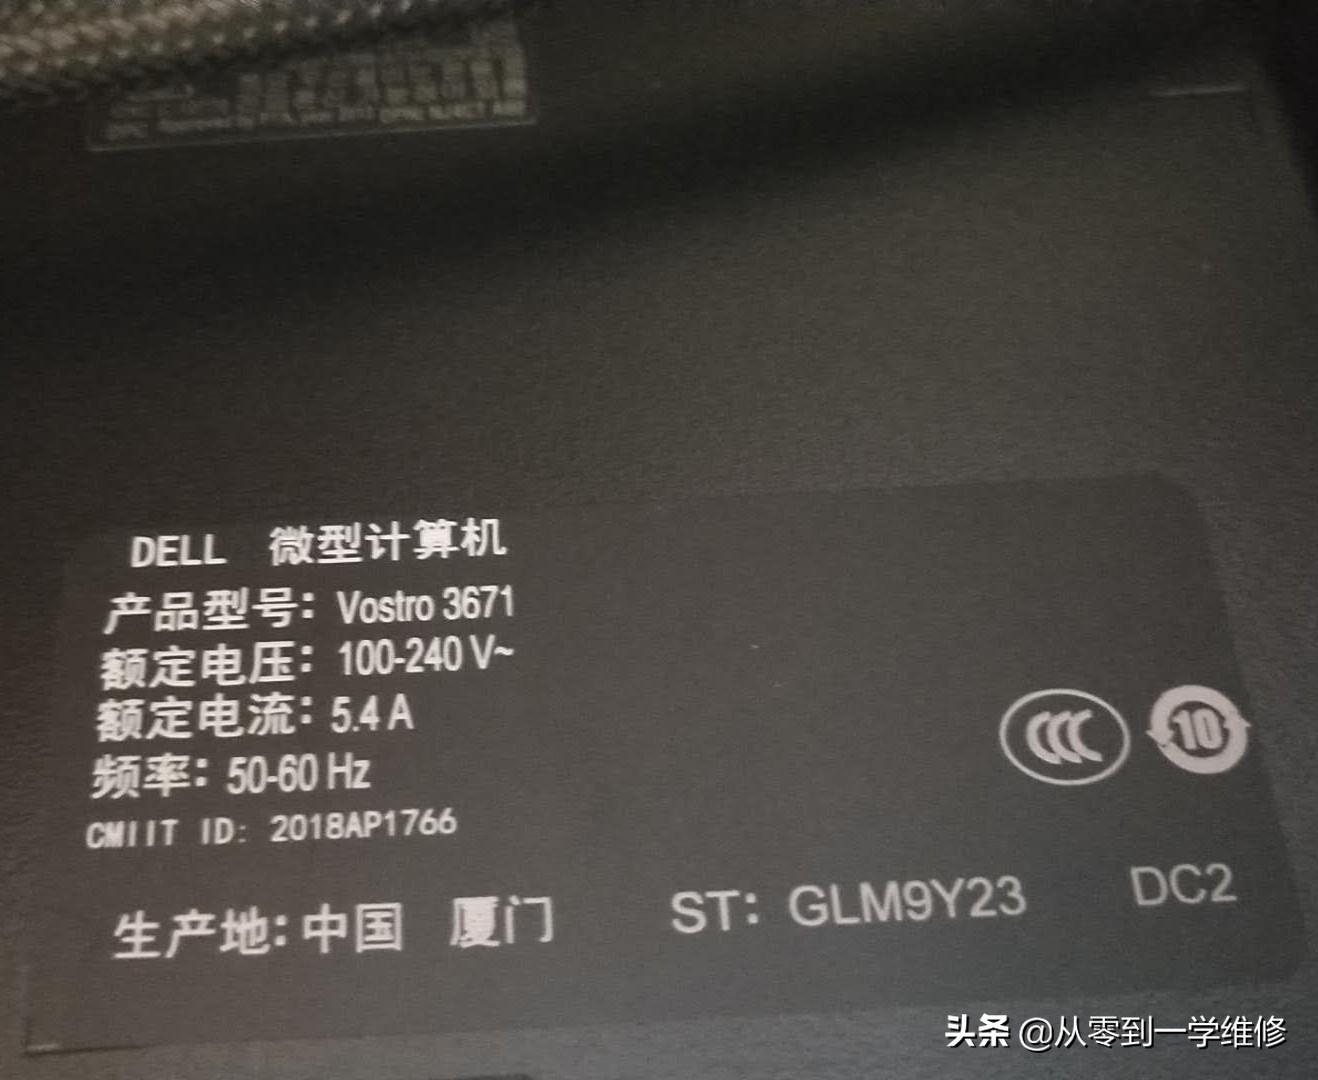 DELL 微型计算机
产品型号: Vostro 3671
额定电压: 100-240 V~
额定电流: 5.4 A
频率: 50-60 Hz
CMIIT ID: 2018AP1766
CCC
10
生产地: 中国 厦门 ST: GLM9Y23 DC2
头条 @从零到一学维修